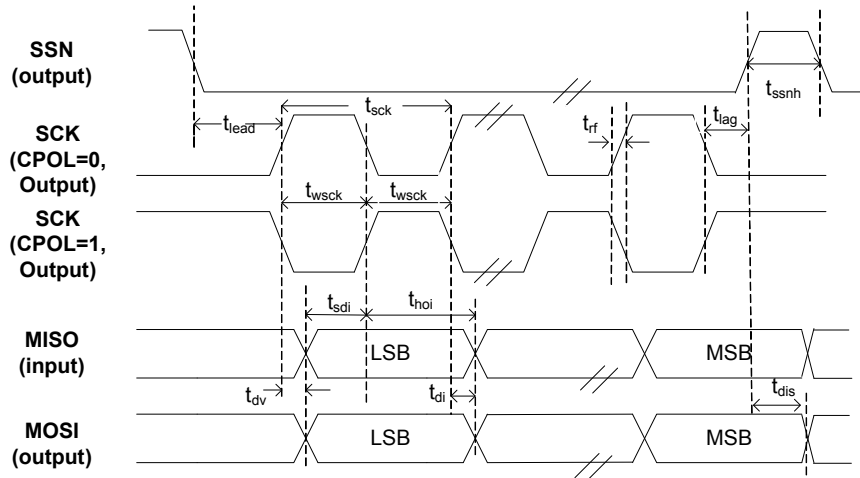 SSN
(output)
t_ssnh
t_sck
t_lead
t_rf
t_lag
SCK
(CPOL=0,
Output)
t_wsck t_wsck
SCK
(CPOL=1,
Output)
t_sdi t_hoi
MISO
(input)
LSB MSB
t_dv t_di t_dis
MOSI
(output)
LSB MSB